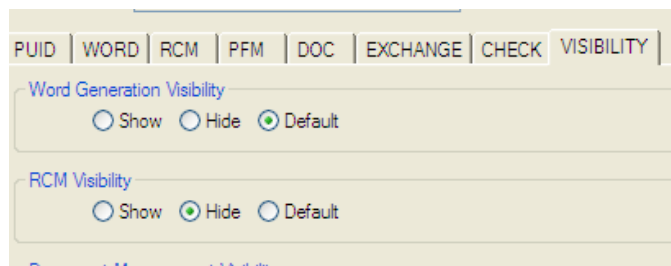 PUID WORD RCM PFM DOC EXCHANGE CHECK VISIBILITY
Word Generation Visibility
Show Hide Default
RCM Visibility
Show Hide Default